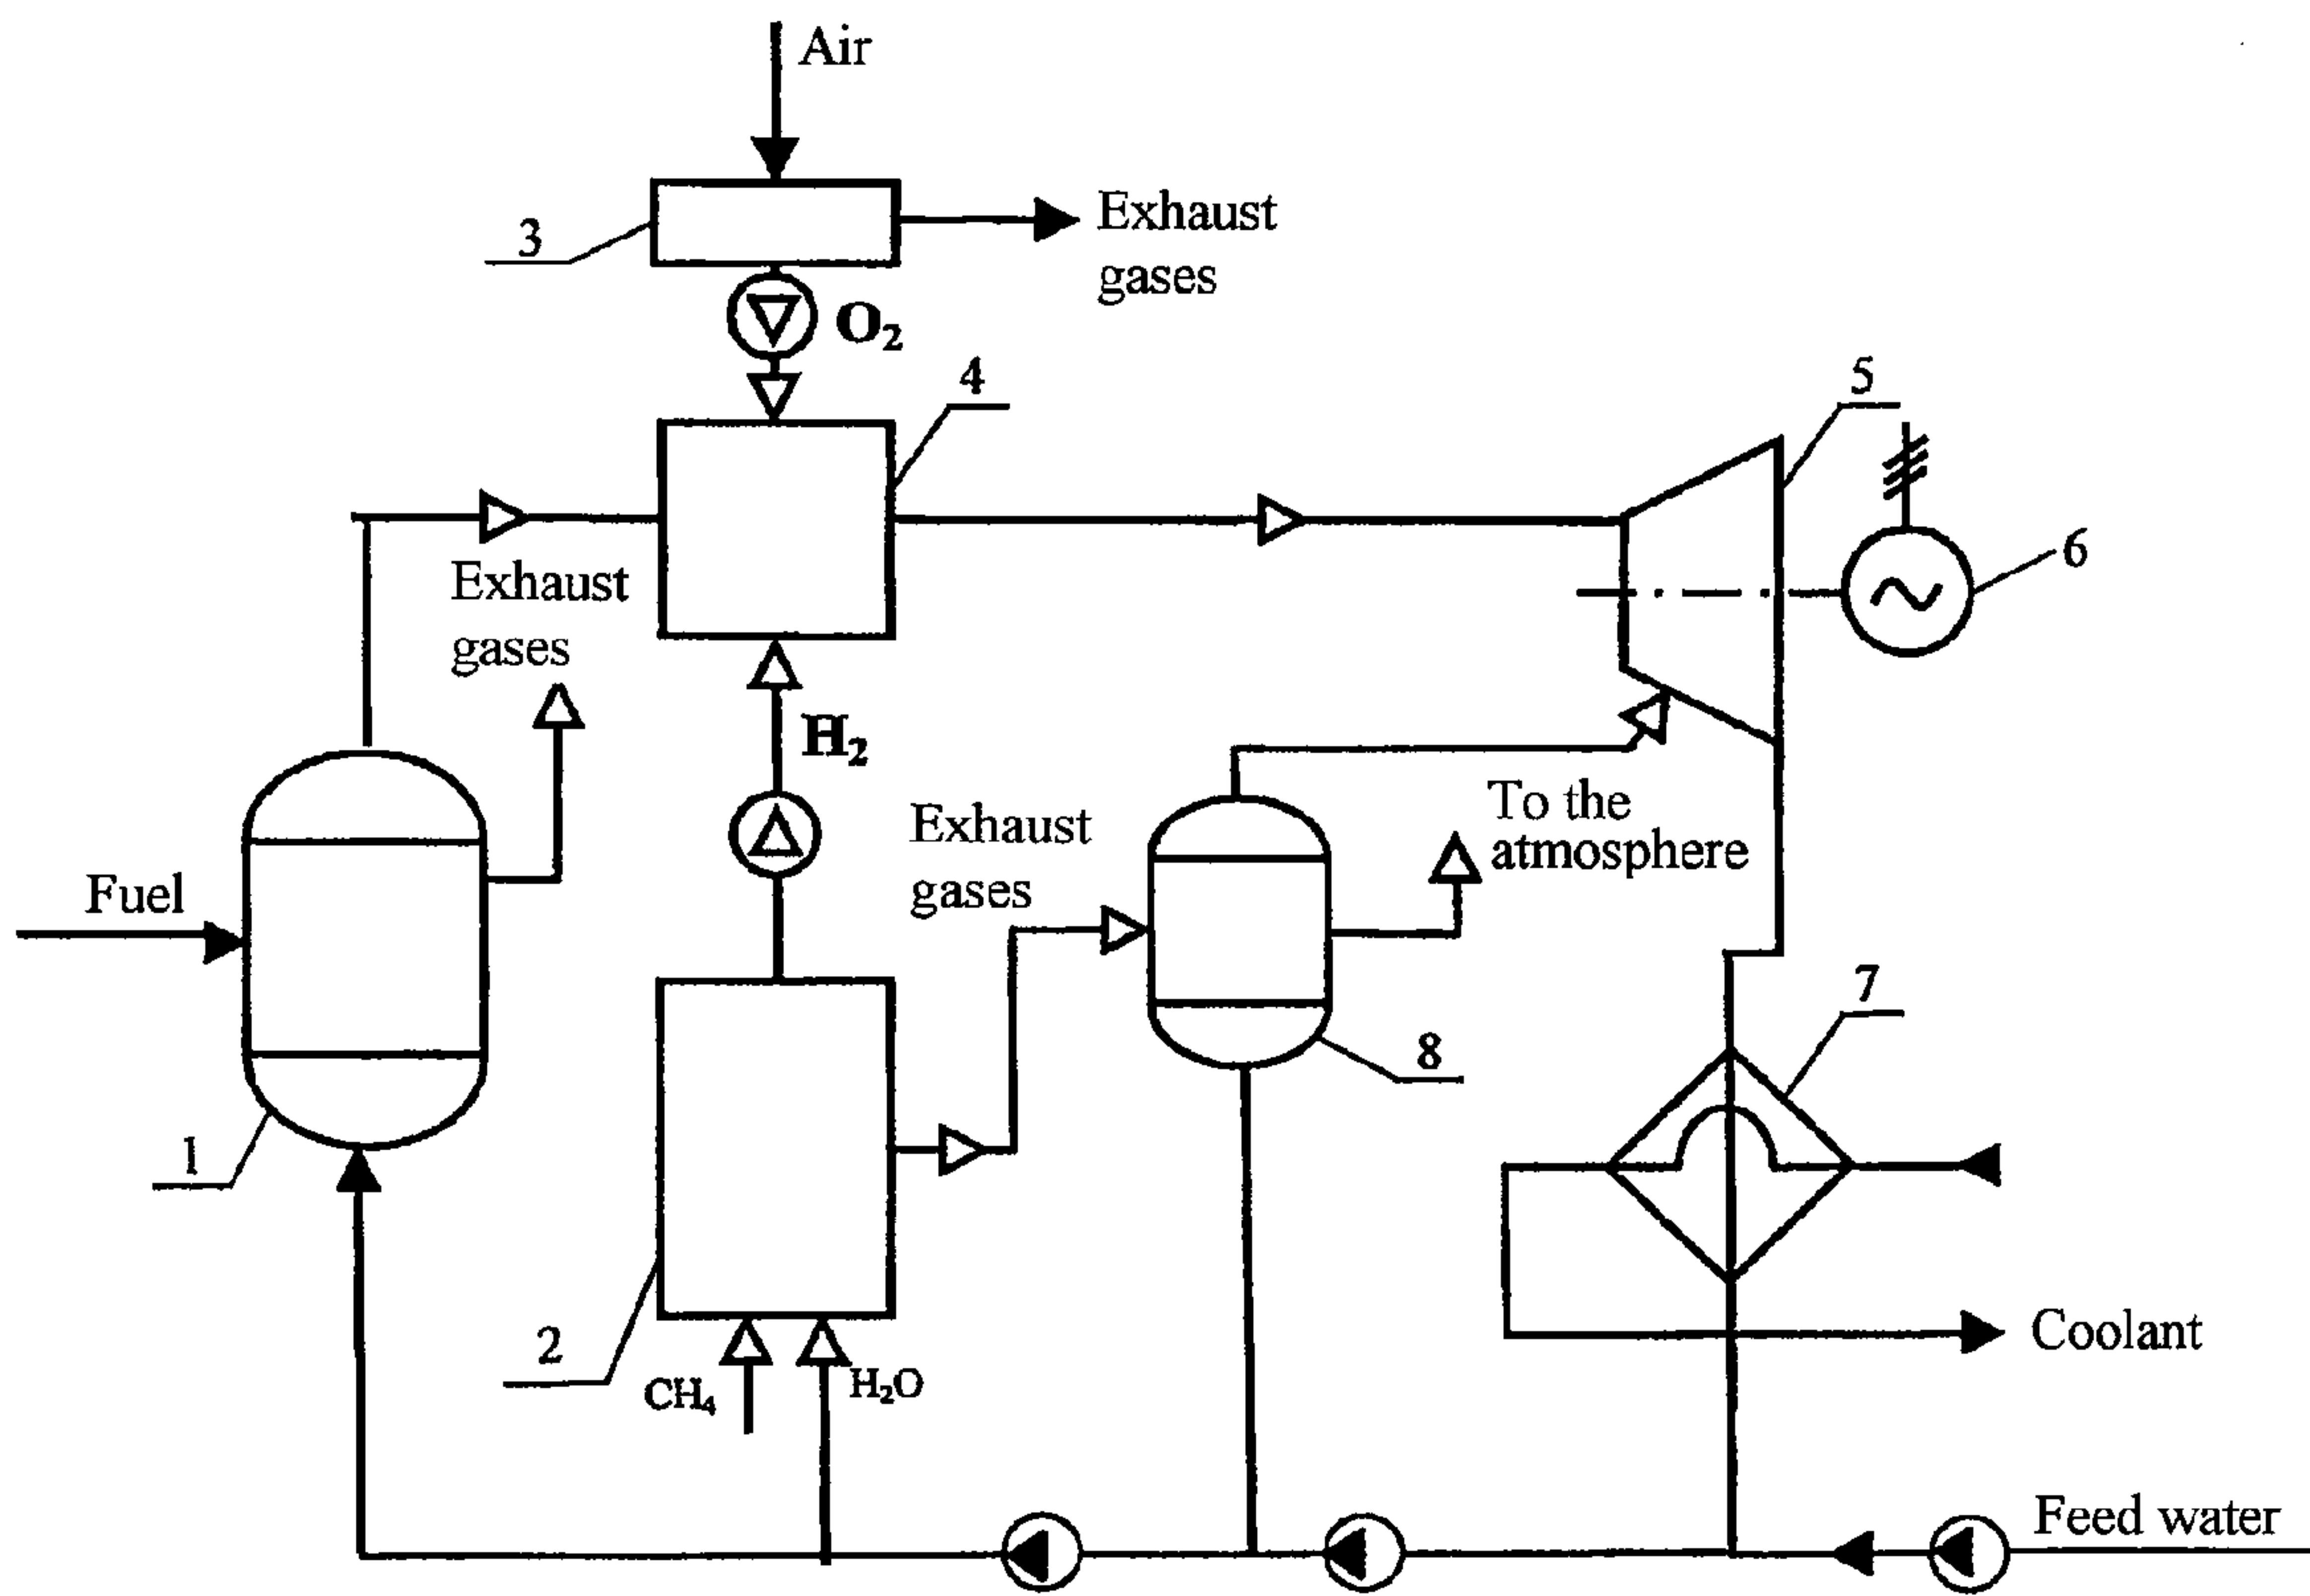 Air
3
Exhaust
gases
O₂
4
5
Exhaust
gases
6
H₂
To the
atmosphere
Exhaust
gases
Fuel
7
8
1
2
CH₄
H₂O
Coolant
Feed water